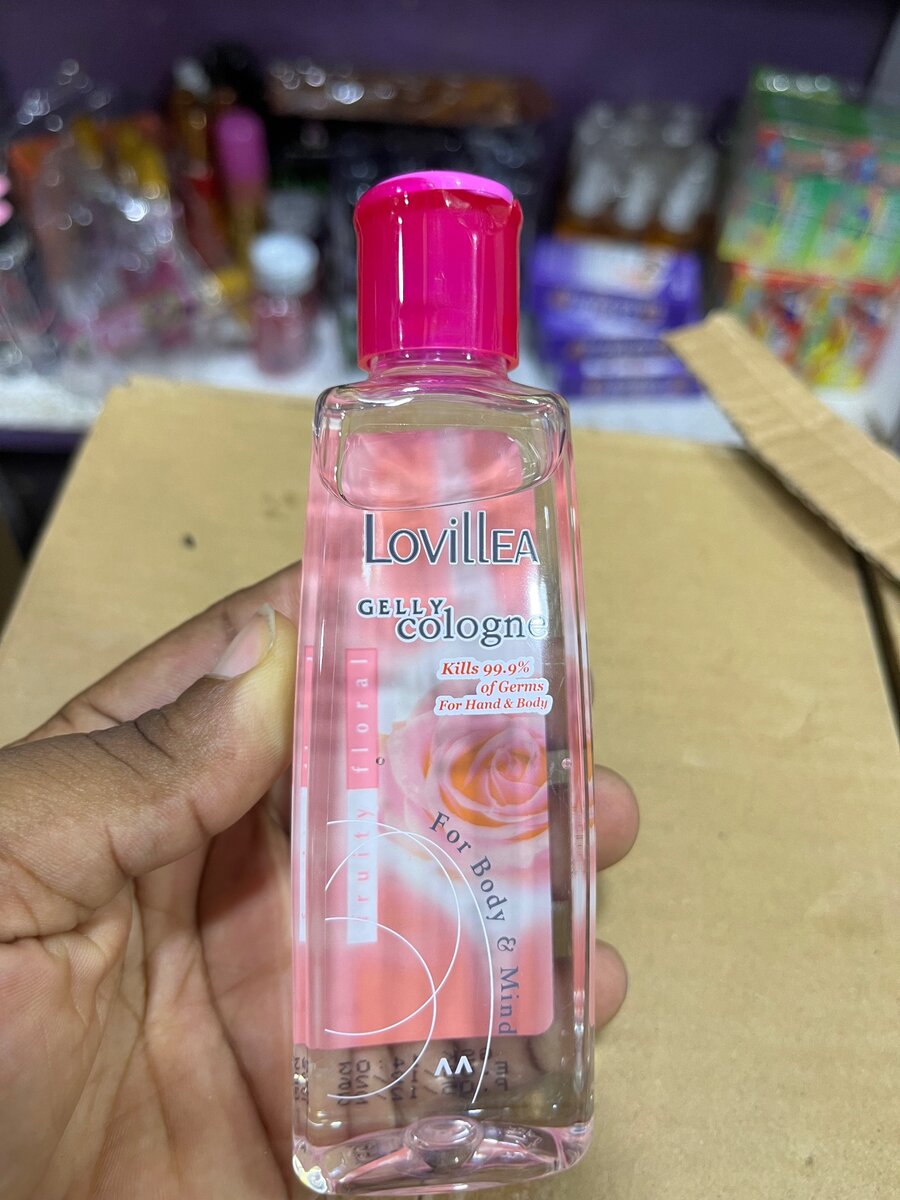 LovillEA
GELLY
cologne
Kills 99.9%
of Germs
For Hand & Body
fruity floral
For Body & Mind